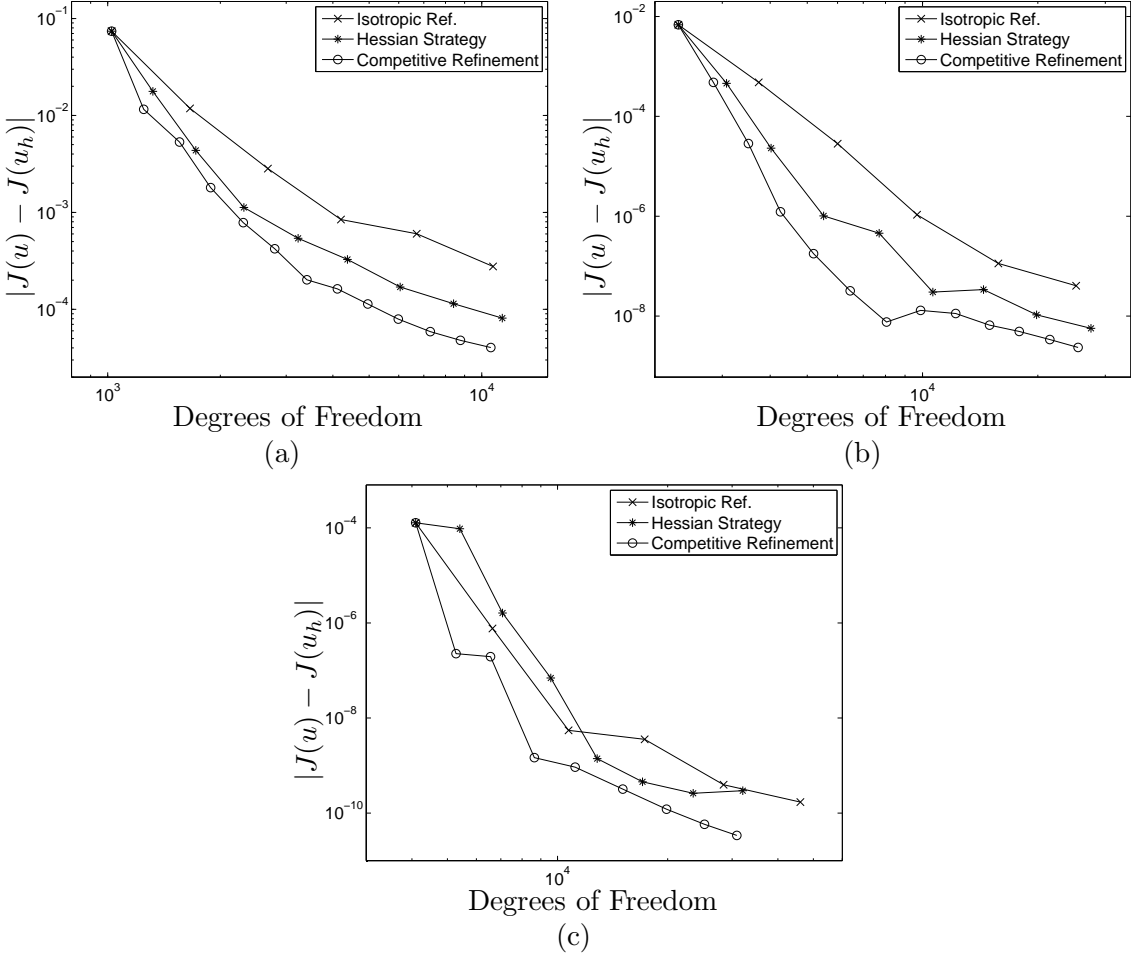 Isotropic Ref.
Hessian Strategy
Competitive Refinement
10^{-1}
10^{-2}
10^{-3}
10^{-4}
|J(u) − J(u_h)|
10^3
10^4
Degrees of Freedom
(a)
Isotropic Ref.
Hessian Strategy
Competitive Refinement
10^{-2}
10^{-4}
10^{-6}
10^{-8}
|J(u) − J(u_h)|
10^4
Degrees of Freedom
(b)
Isotropic Ref.
Hessian Strategy
Competitive Refinement
10^{-4}
10^{-6}
10^{-8}
10^{-10}
|J(u) − J(u_h)|
10^4
Degrees of Freedom
(c)